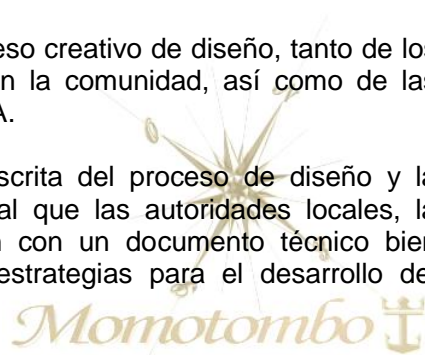 eso creativo de diseño, tanto de los
n la comunidad, así como de las
A.
scrita del proceso de diseño y la
al que las autoridades locales, la
n con un documento técnico bien
estrategias para el desarrollo de
Momotombo